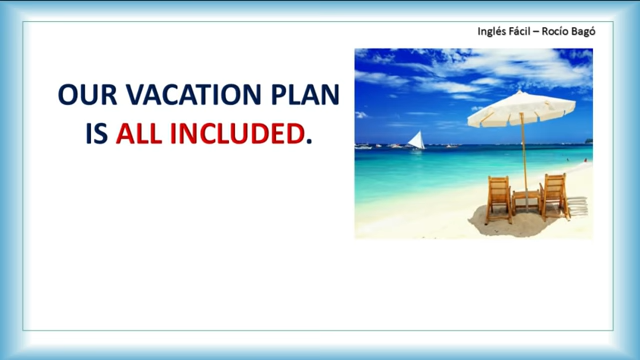 Inglés Fácil – Rocío Bagó
OUR VACATION PLAN
IS ALL INCLUDED.